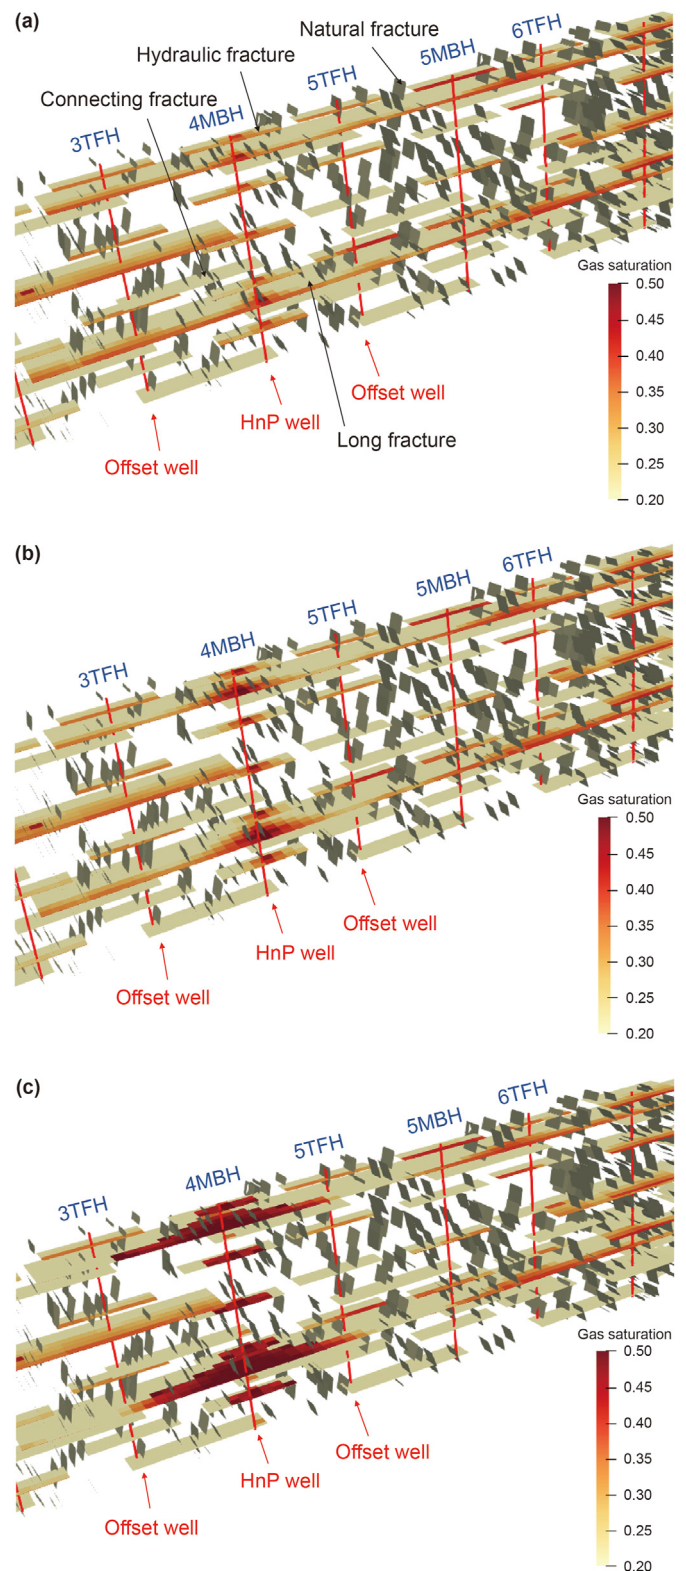 (a)
Natural fracture
6TFH
Hydraulic fracture
5MBH
5TFH
Connecting fracture
4MBH
3TFH
Gas saturation
0.50
0.45
0.40
0.35
0.30
0.25
0.20
Offset well
HnP well
Long fracture
Offset well
(b)
6TFH
5MBH
5TFH
4MBH
3TFH
Gas saturation
0.50
0.45
0.40
0.35
0.30
0.25
0.20
Offset well
HnP well
Offset well
(c)
6TFH
5MBH
5TFH
4MBH
3TFH
Gas saturation
0.50
0.45
0.40
0.35
0.30
0.25
0.20
Offset well
HnP well
Offset well